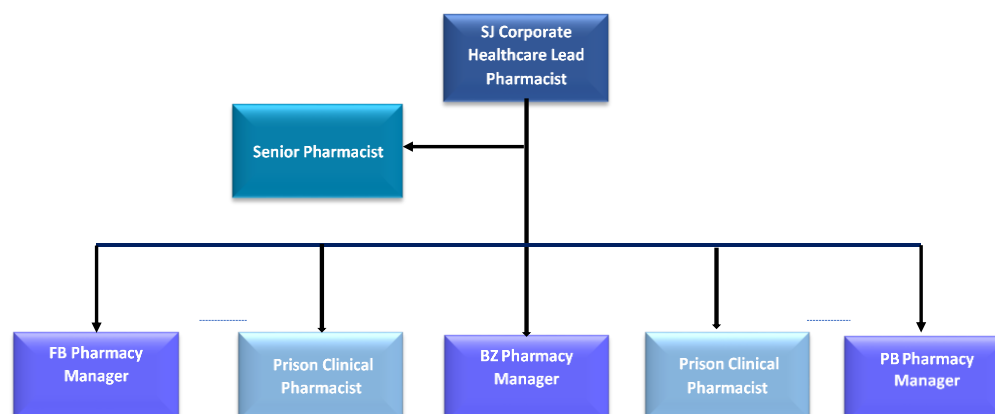 SJ Corporate
Healthcare Lead
Pharmacist
Senior Pharmacist
FB Pharmacy
Manager
Prison Clinical
Pharmacist
BZ Pharmacy
Manager
Prison Clinical
Pharmacist
PB Pharmacy
Manager